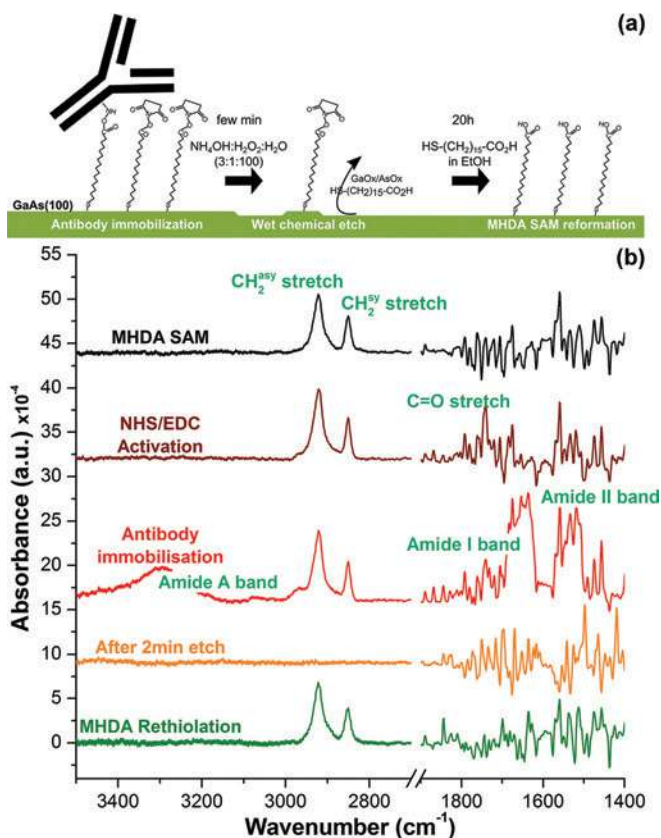 (a)
few min
NH₄OH:H₂O₂:H₂O
(3:1:100)
20h
HS-(CH₂)₁₅-CO₂H
in EtOH
GaOx/AsOx
HS-(CH₂)₁₅-CO₂H
GaAs(100)
Antibody immobilization
Wet chemical etch
MHDA SAM reformation
(b)
CH₂ᵃˢʸ stretch
CH₂ˢʸ stretch
MHDA SAM
C=O stretch
NHS/EDC
Activation
Amide II band
Antibody
immobilisation
Amide I band
Amide A band
After 2min etch
MHDA Rethiolation
Absorbance (a.u.) x10⁻⁴
45
40
35
30
25
20
15
10
5
0
3400 3200 3000 2800 1800 1600 1400
Wavenumber (cm⁻¹)